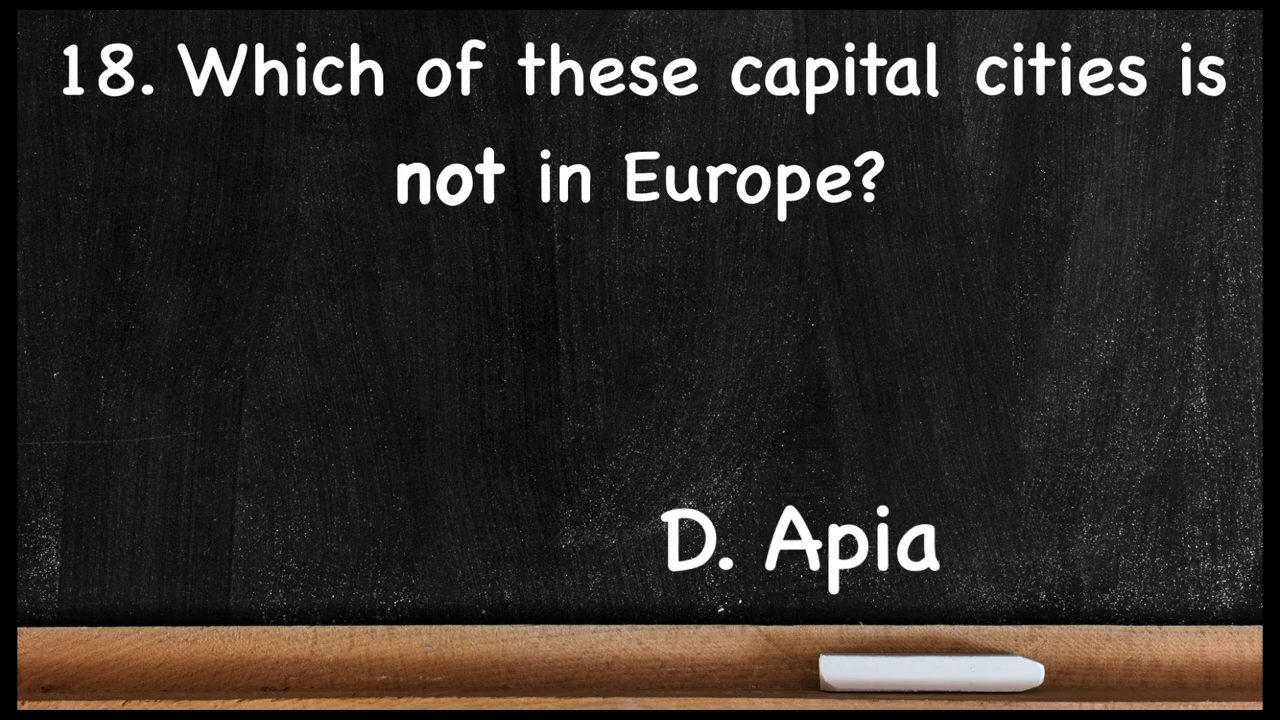 18. Which of these capital cities is
not in Europe?
D. Apia